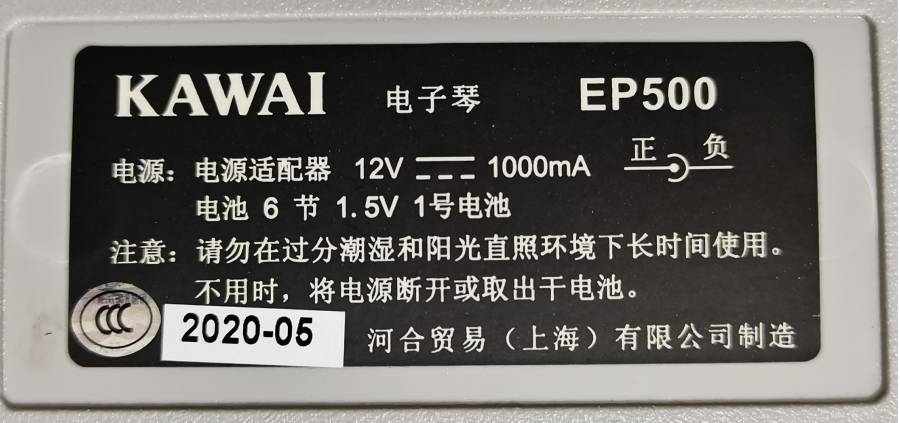 KAWAI 电子琴 EP500
电源：电源适配器 12V 1000mA 正 负
电池 6 节 1.5V 1号电池
注意：请勿在过分潮湿和阳光直照环境下长时间使用。
不用时，将电源断开或取出干电池。
CCC 2020-05 河合贸易（上海）有限公司制造